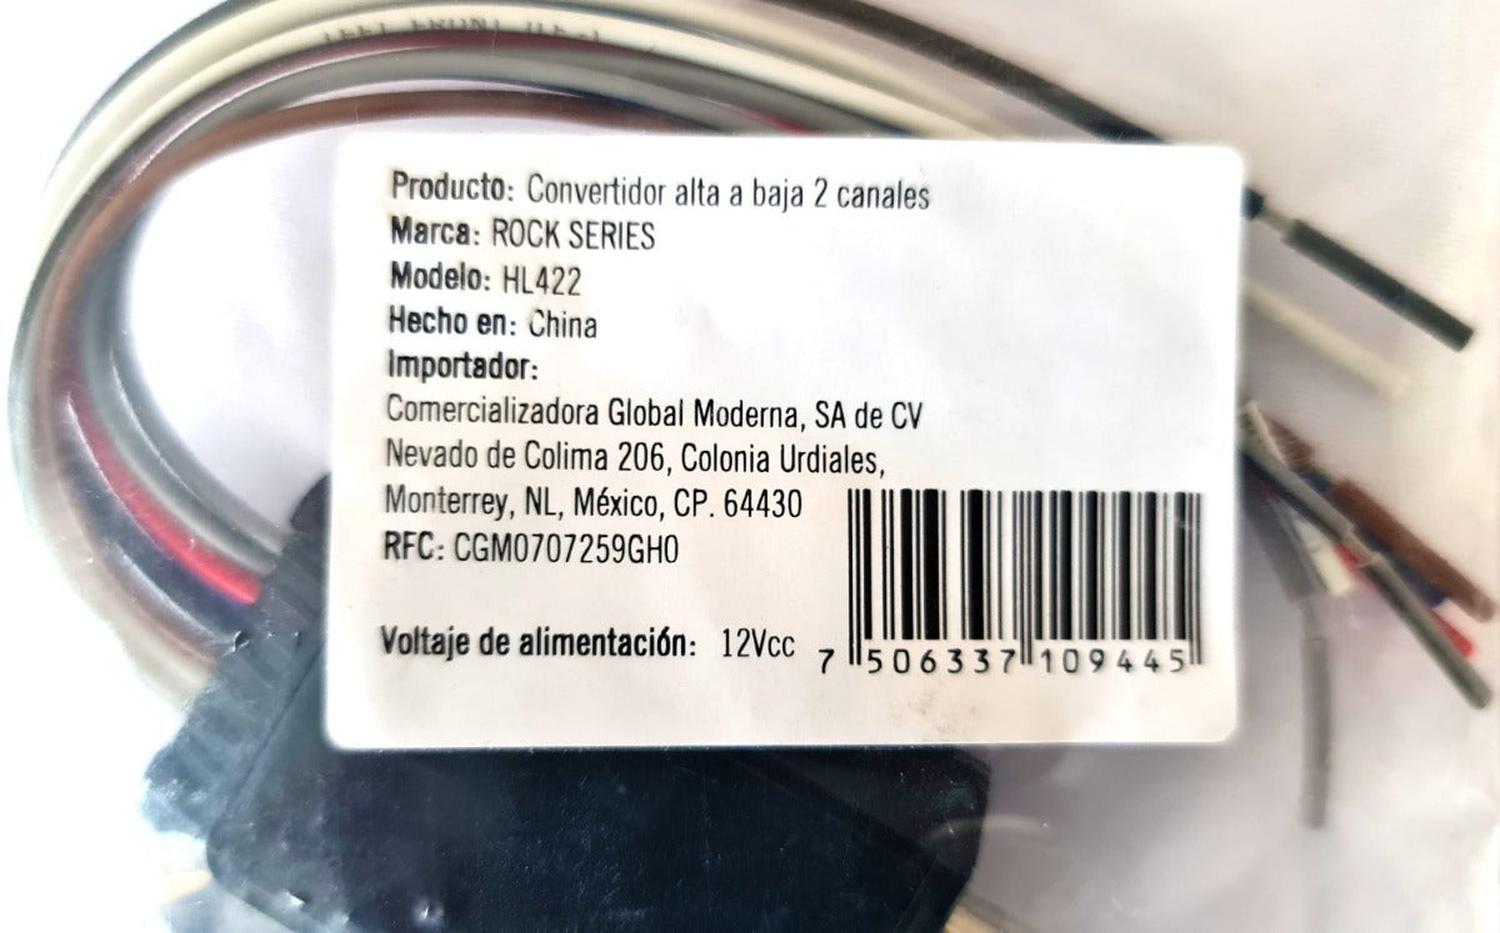 LEFT FRONT
Producto: Convertidor alta a baja 2 canales
Marca: ROCK SERIES
Modelo: HL422
Hecho en: China
Importador:
Comercializadora Global Moderna, SA de CV
Nevado de Colima 206, Colonia Urdiales,
Monterrey, NL, México, CP. 64430
RFC: CGM0707259GH0
Voltaje de alimentación: 12Vcc
7 506337 109445